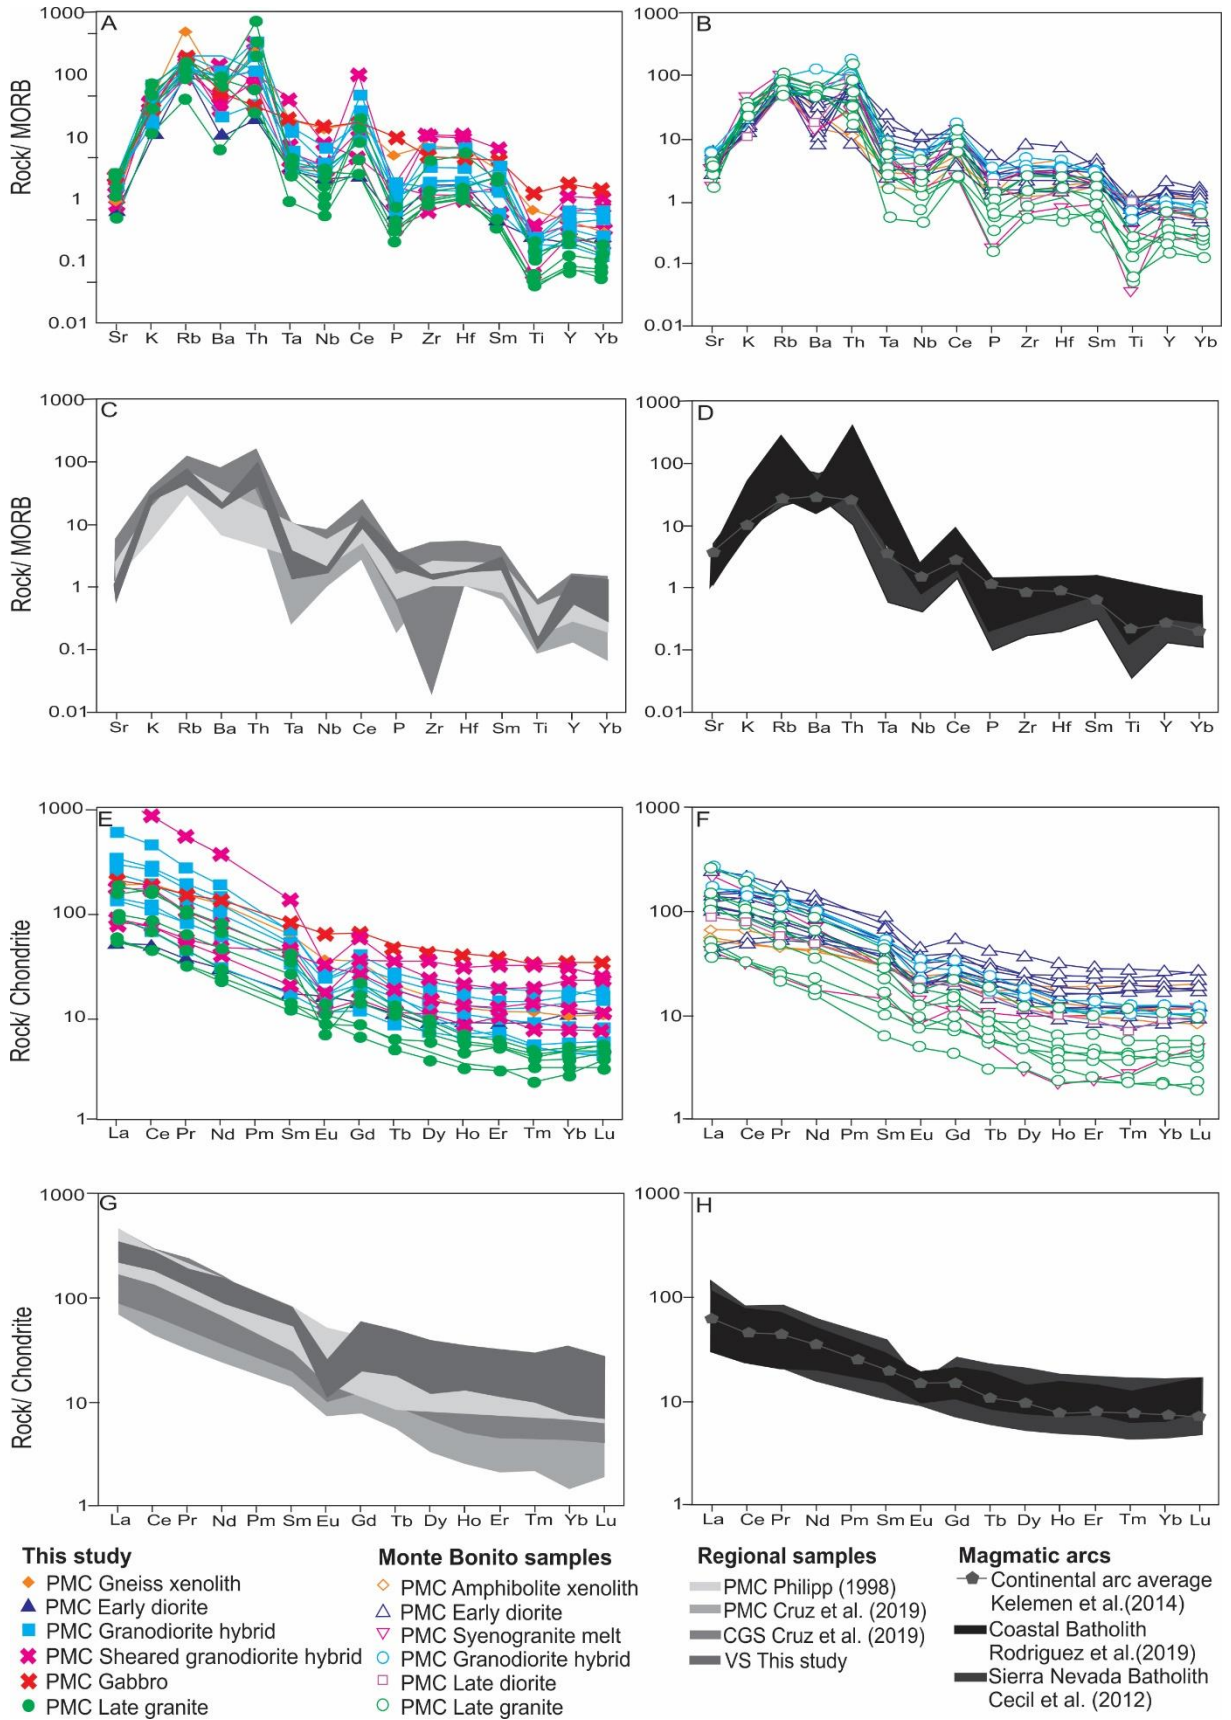 A
Rock/ MORB
1000
100
10
1
0.1
0.01
Sr K Rb Ba Th Ta Nb Ce P Zr Hf Sm Ti Y Yb
B
Rock/ MORB
1000
100
10
1
0.1
0.01
Sr K Rb Ba Th Ta Nb Ce P Zr Hf Sm Ti Y Yb
C
Rock/ MORB
1000
100
10
1
0.1
0.01
Sr K Rb Ba Th Ta Nb Ce P Zr Hf Sm Ti Y Yb
D
Rock/ MORB
1000
100
10
1
0.1
0.01
Sr K Rb Ba Th Ta Nb Ce P Zr Hf Sm Ti Y Yb
E
Rock/ Chondrite
1000
100
10
1
La Ce Pr Nd Pm Sm Eu Gd Tb Dy Ho Er Tm Yb Lu
F
Rock/ Chondrite
1000
100
10
1
La Ce Pr Nd Pm Sm Eu Gd Tb Dy Ho Er Tm Yb Lu
G
Rock/ Chondrite
1000
100
10
1
La Ce Pr Nd Pm Sm Eu Gd Tb Dy Ho Er Tm Yb Lu
H
Rock/ Chondrite
1000
100
10
1
La Ce Pr Nd Pm Sm Eu Gd Tb Dy Ho Er Tm Yb Lu
This study
PMC Gneiss xenolith
PMC Early diorite
PMC Granodiorite hybrid
PMC Sheared granodiorite hybrid
PMC Gabbro
PMC Late granite
Monte Bonito samples
PMC Amphibolite xenolith
PMC Early diorite
PMC Syenogranite melt
PMC Granodiorite hybrid
PMC Late diorite
PMC Late granite
Regional samples
PMC Philipp (1998)
PMC Cruz et al. (2019)
CGS Cruz et al. (2019)
VS This study
Magmatic arcs
Continental arc average
Kelemen et al.(2014)
Coastal Batholith
Rodriguez et al.(2019)
Sierra Nevada Batholith
Cecil et al. (2012)